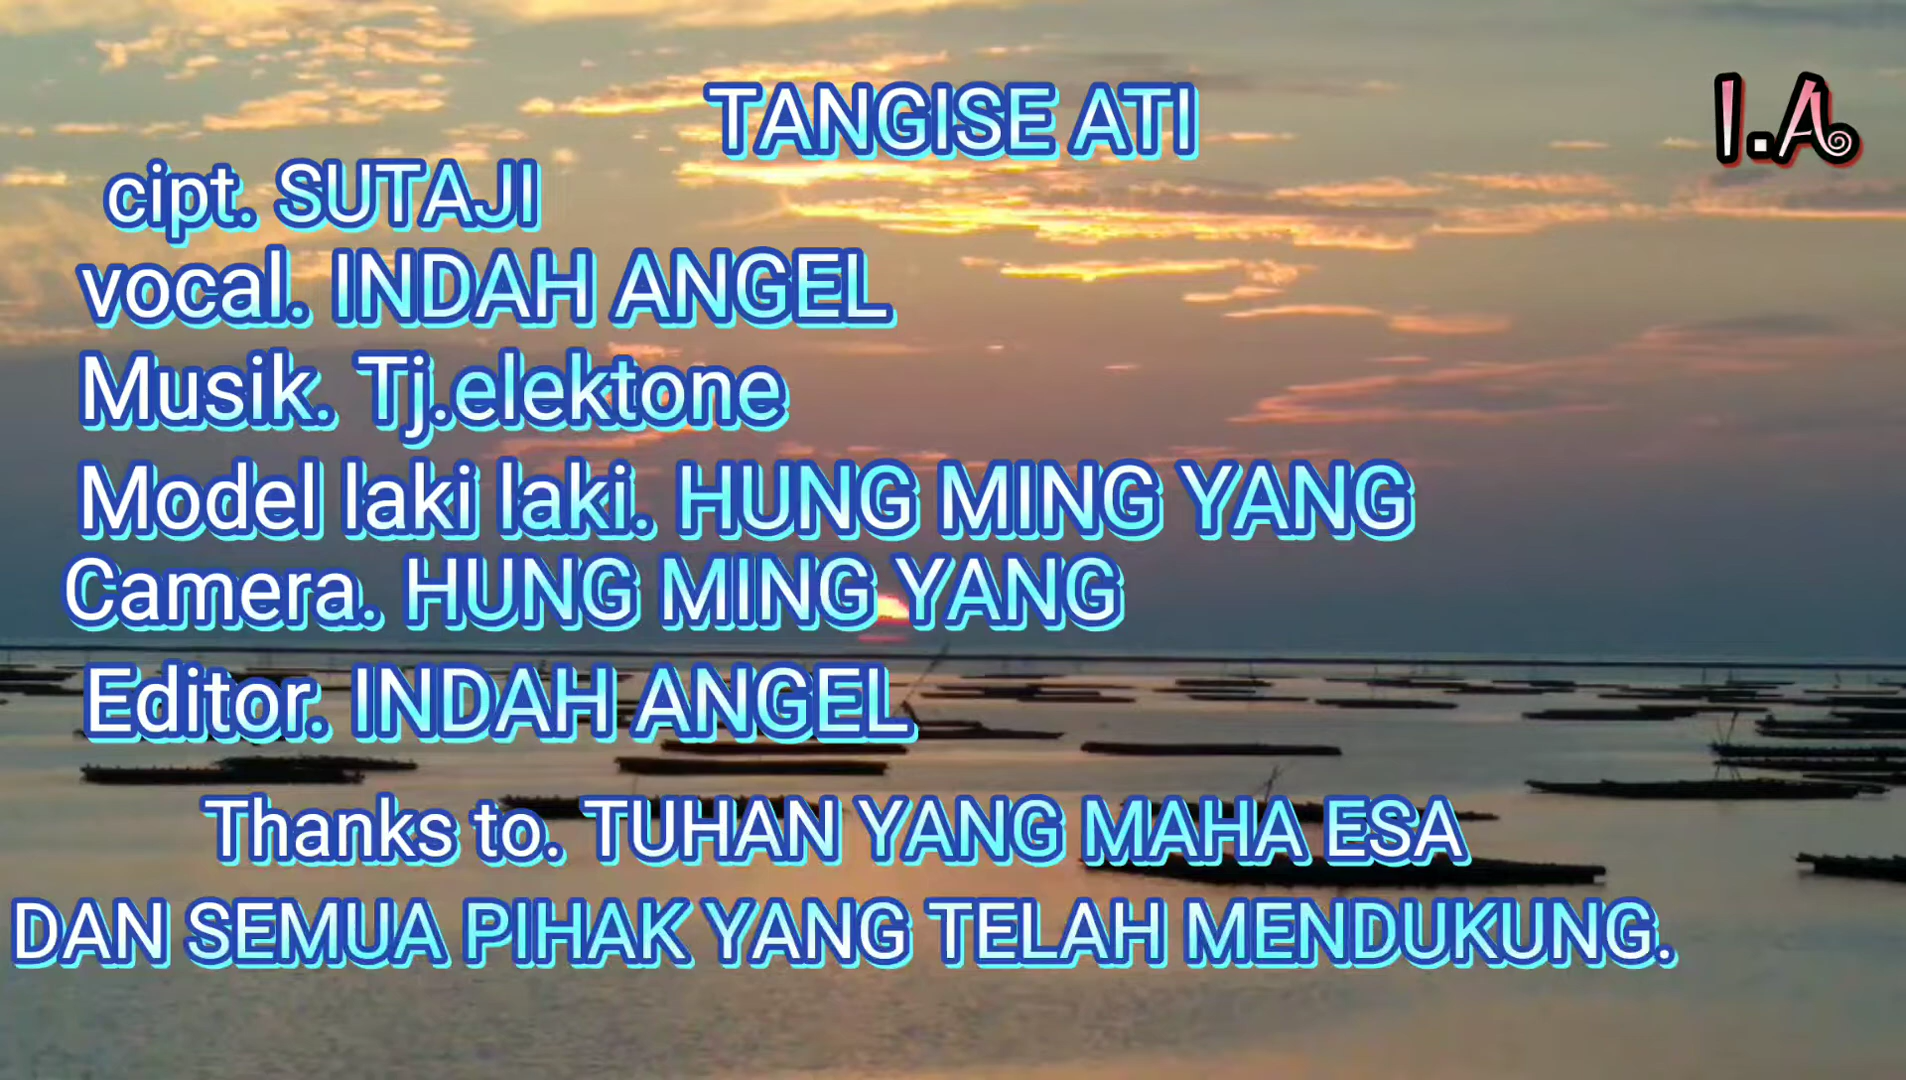 TANGISE ATI
I.A
cipt. SUTAJI
vocal. INDAH ANGEL
Musik. Tj.elektone
Model laki laki. HUNG MING YANG
Camera. HUNG MING YANG
Editor. INDAH ANGEL
Thanks to. TUHAN YANG MAHA ESA
DAN SEMUA PIHAK YANG TELAH MENDUKUNG.